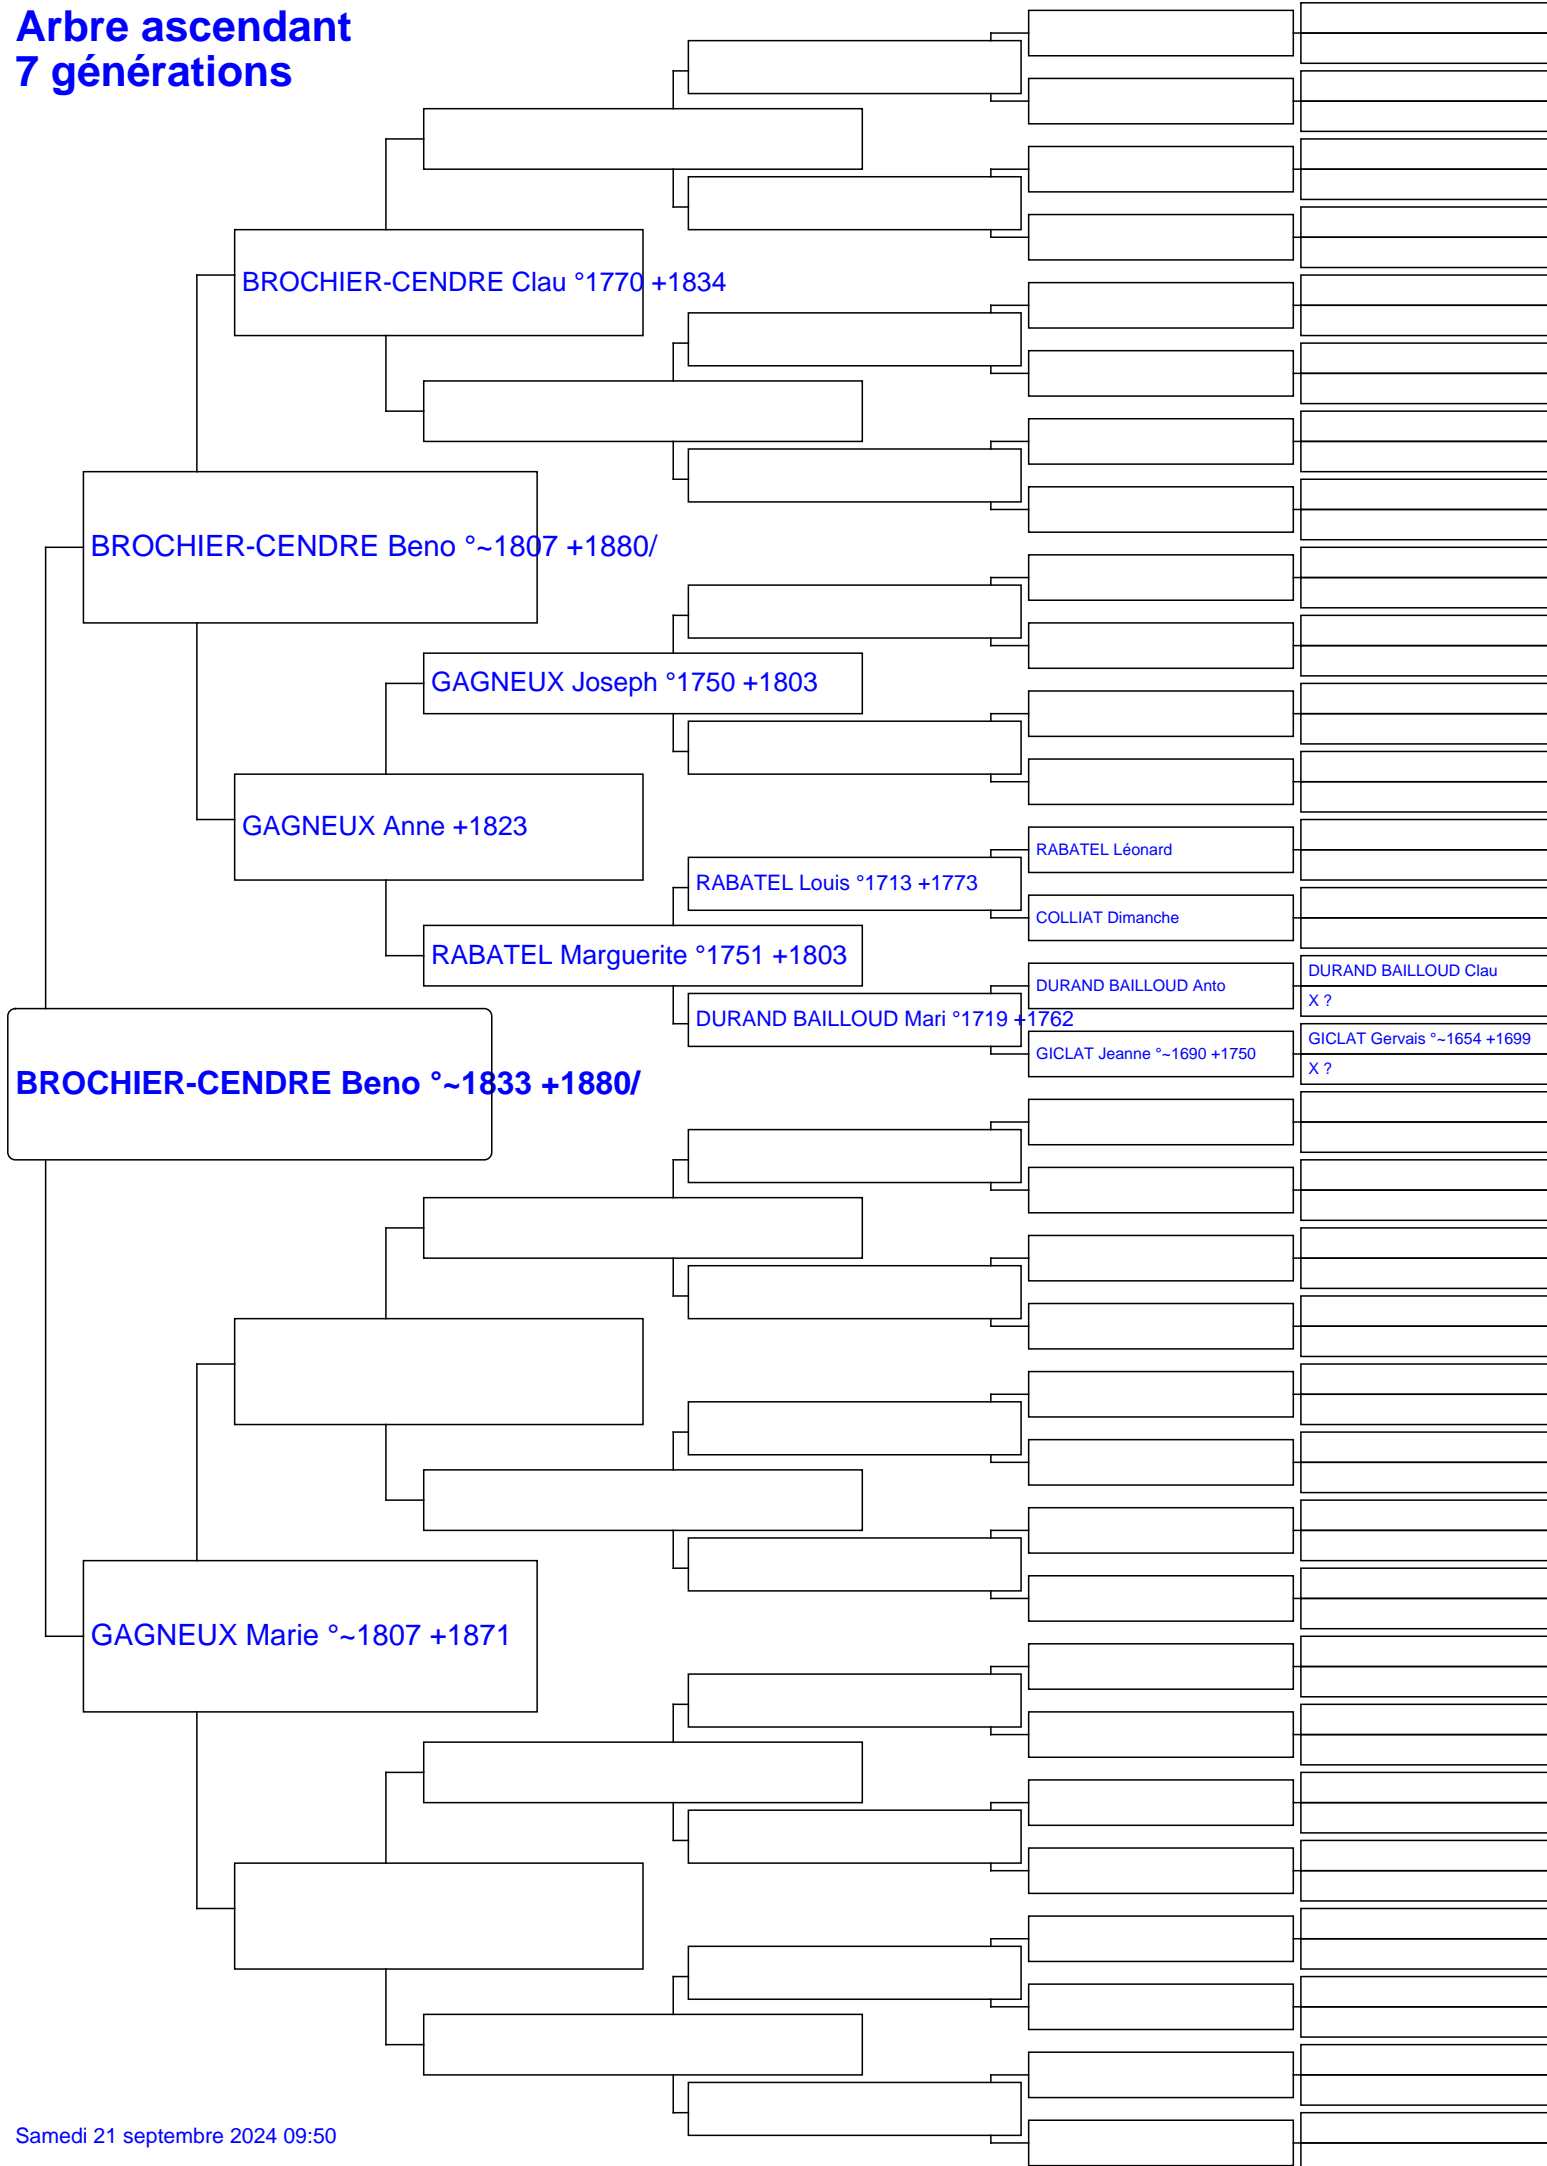 Arbre ascendant
7 générations
BROCHIER-CENDRE Clau °1770 +1834
BROCHIER-CENDRE Beno °~1807 +1880/
GAGNEUX Joseph °1750 +1803
GAGNEUX Anne +1823
RABATEL Léonard
RABATEL Louis °1713 +1773
COLLIAT Dimanche
RABATEL Marguerite °1751 +1803
DURAND BAILLOUD Clau
DURAND BAILLOUD Anto
X ?
DURAND BAILLOUD Mari °1719 +1762
GICLAT Gervais °~1654 +1699
GICLAT Jeanne °~1690 +1750
X ?
BROCHIER-CENDRE Beno °~1833 +1880/
GAGNEUX Marie °~1807 +1871
Samedi 21 septembre 2024 09:50